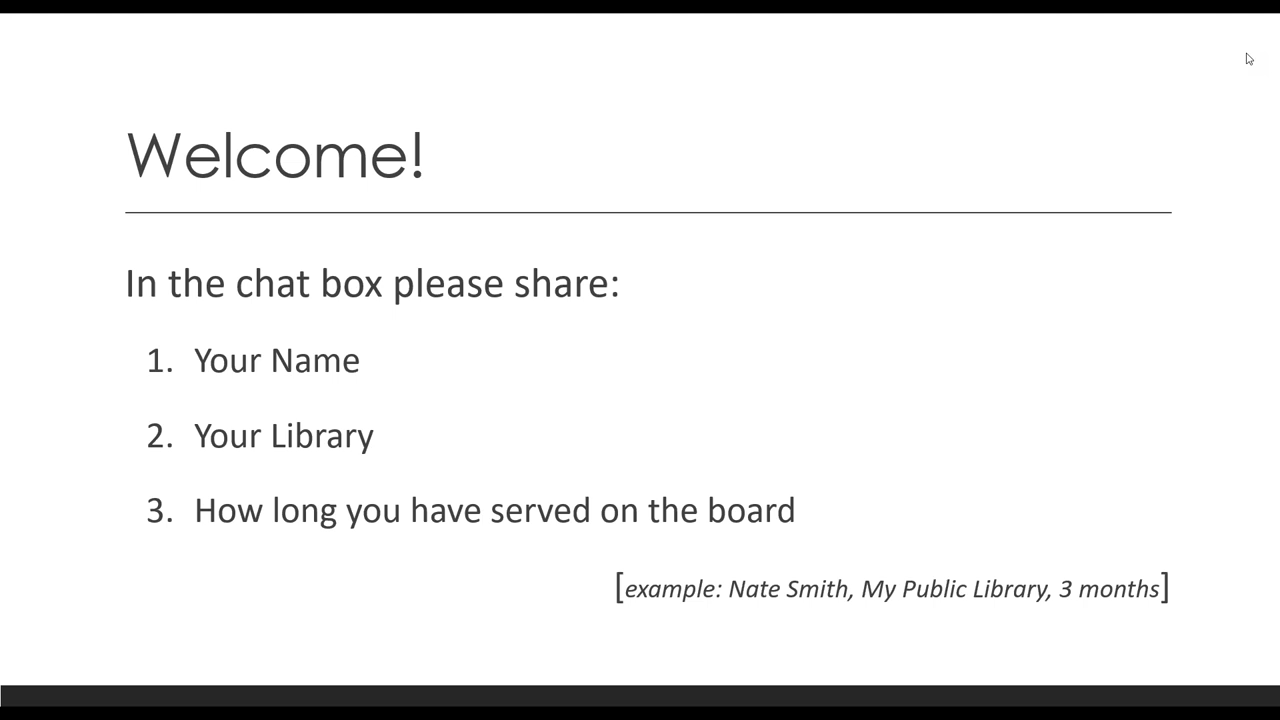 Welcome!
In the chat box please share:
1. Your Name
2. Your Library
3. How long you have served on the board
[example: Nate Smith, My Public Library, 3 months]